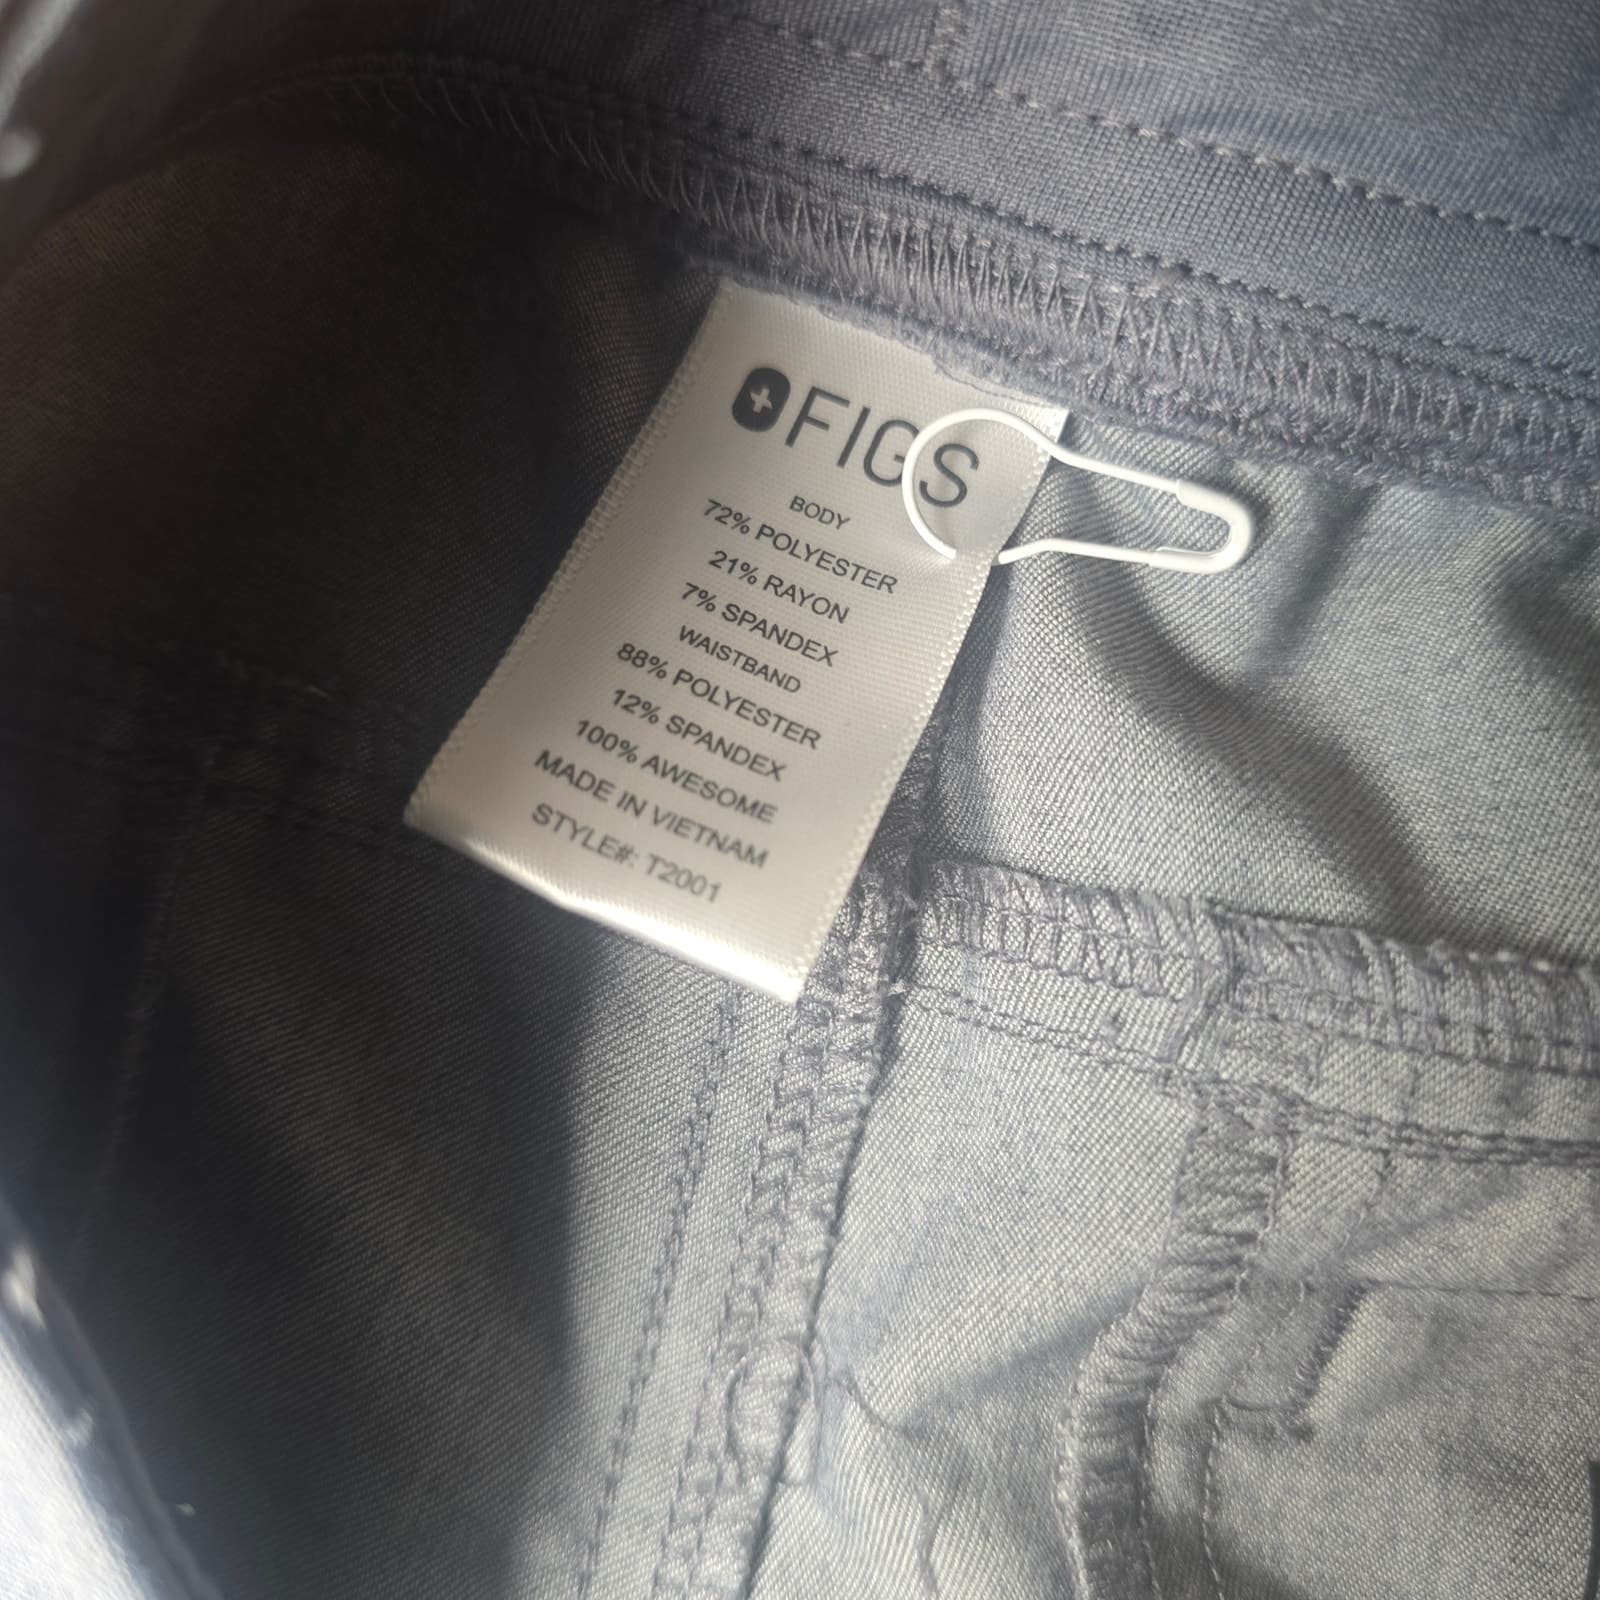 FIGS
BODY
72% POLYESTER
21% RAYON
7% SPANDEX
WAISTBAND
88% POLYESTER
12% SPANDEX
100% AWESOME
MADE IN VIETNAM
STYLE#: T2001